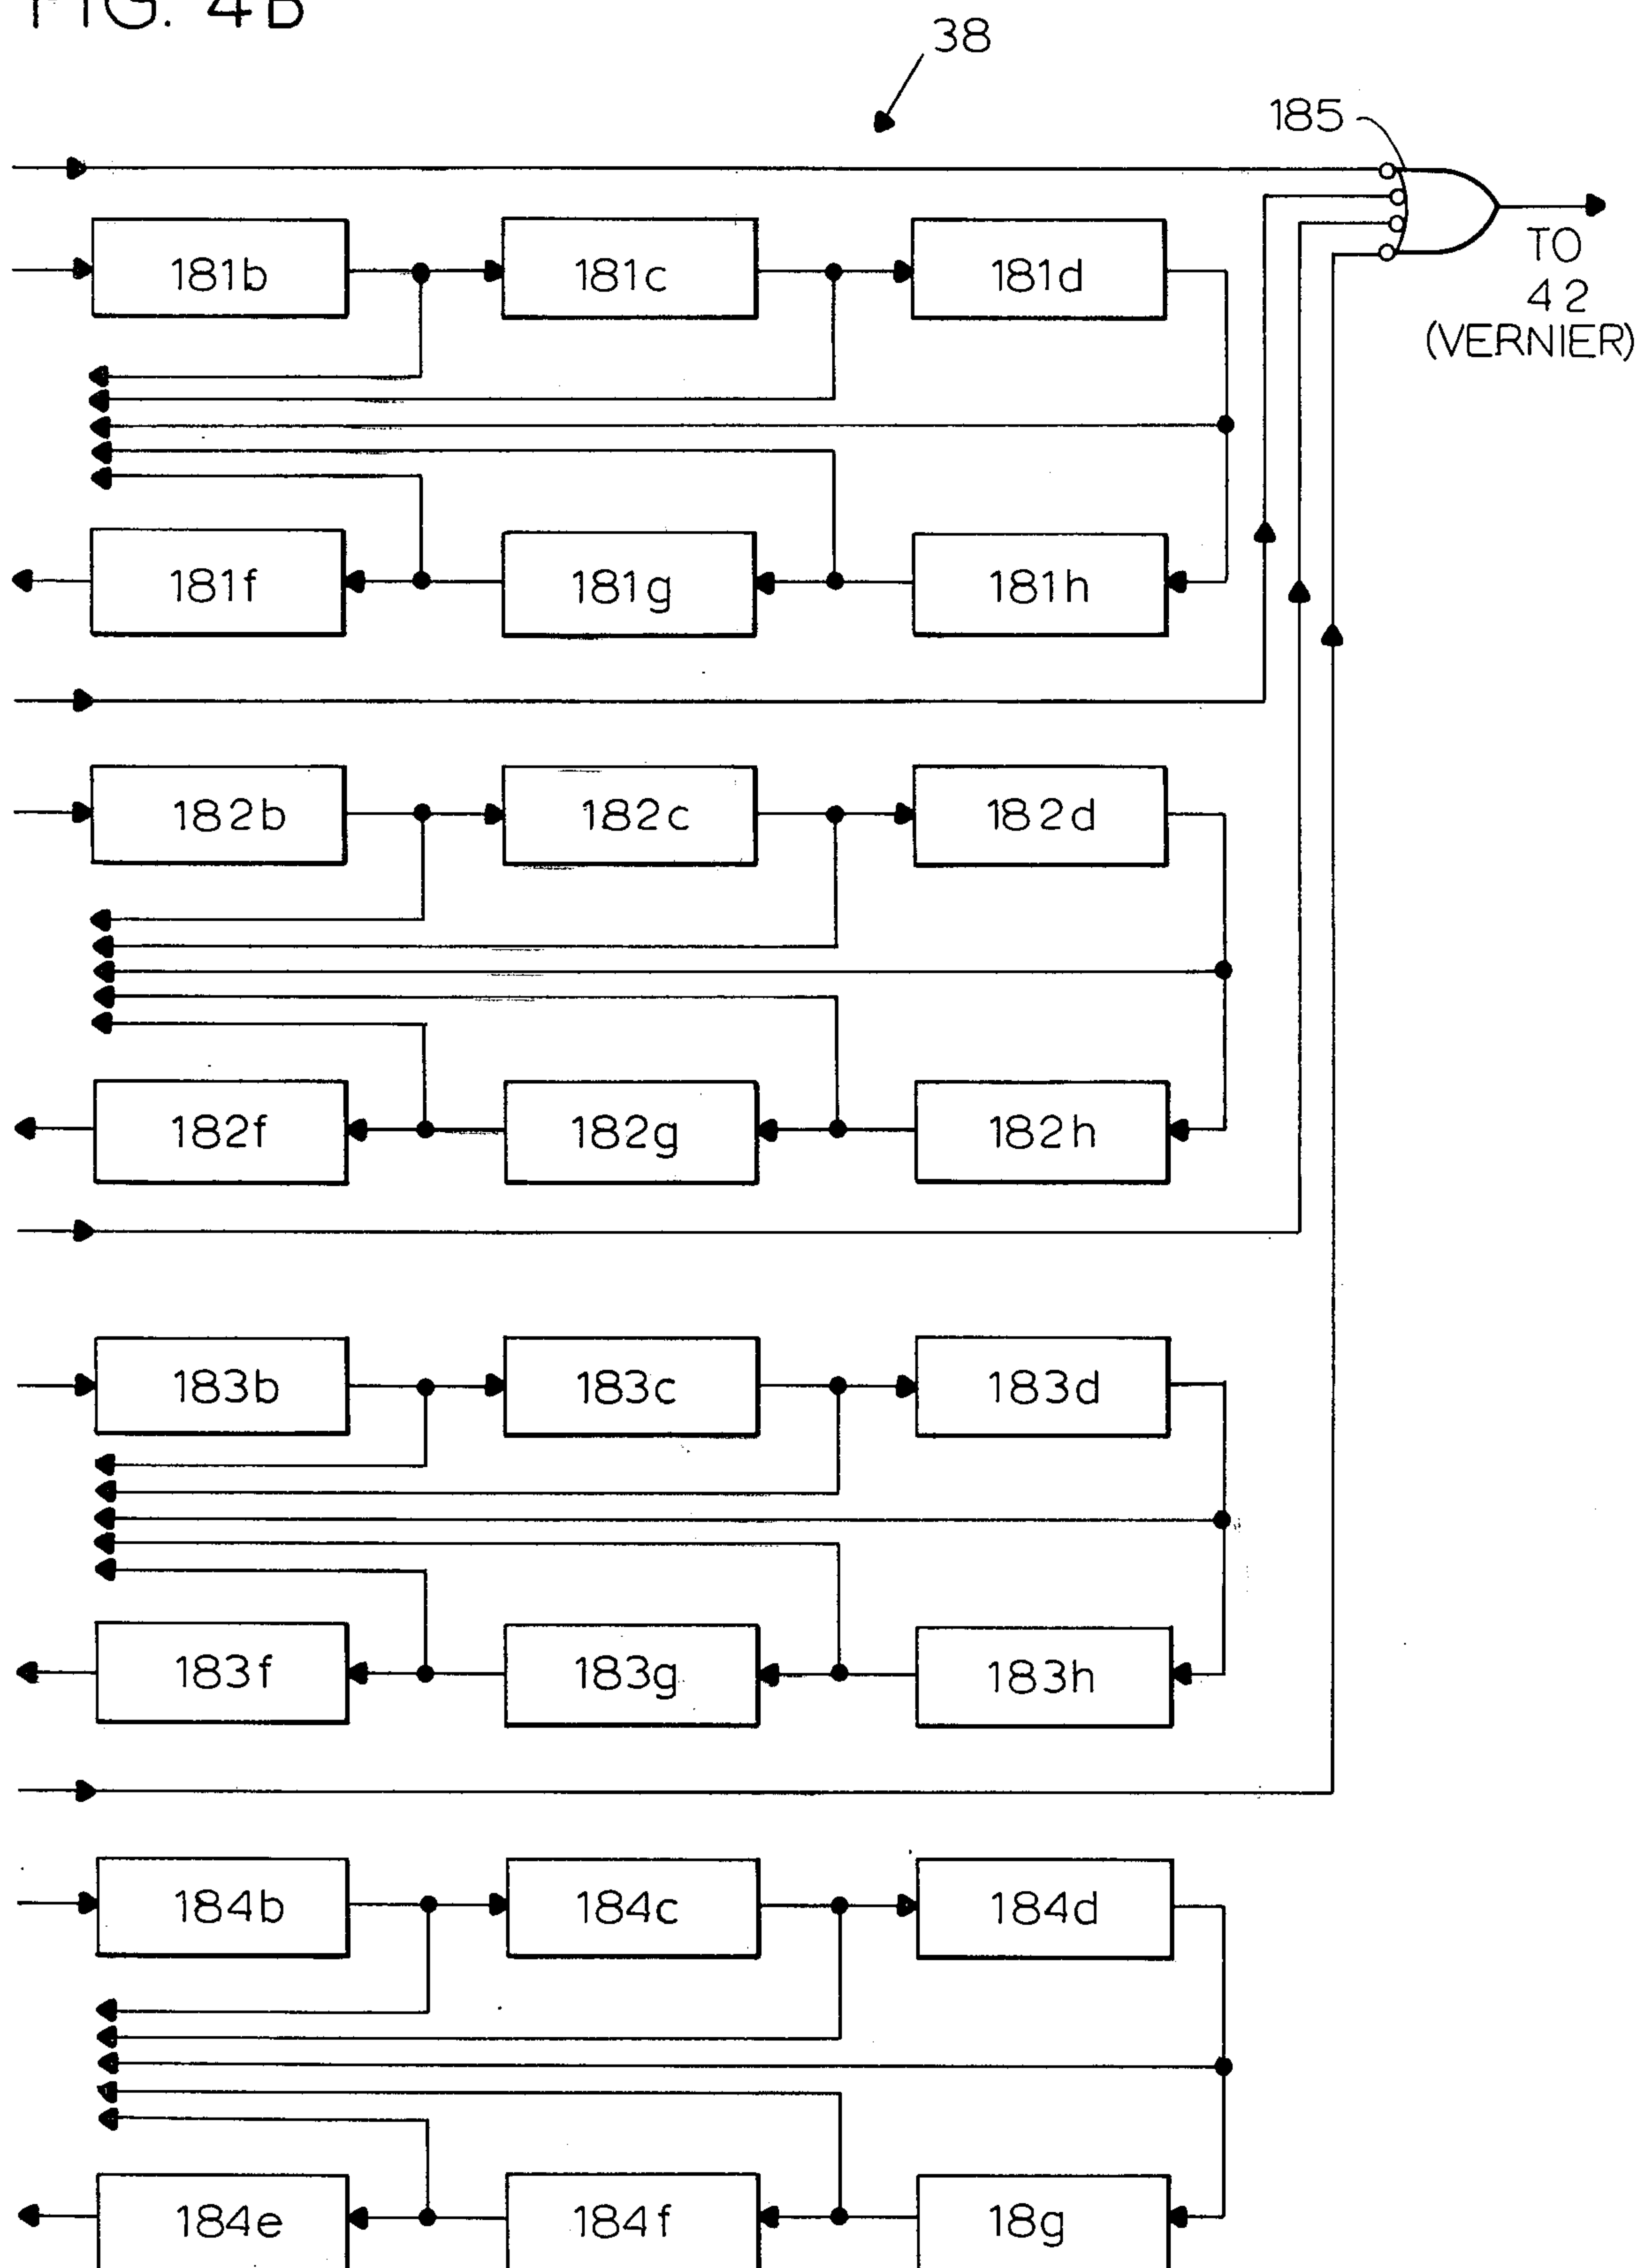 FIG. 4B
38
185
TO
42
(VERNIER)
181b 181c 181d
181f 181g 181h
182b 182c 182d
182f 182g 182h
183b 183c 183d
183f 183g 183h
184b 184c 184d
184e 184f 18g